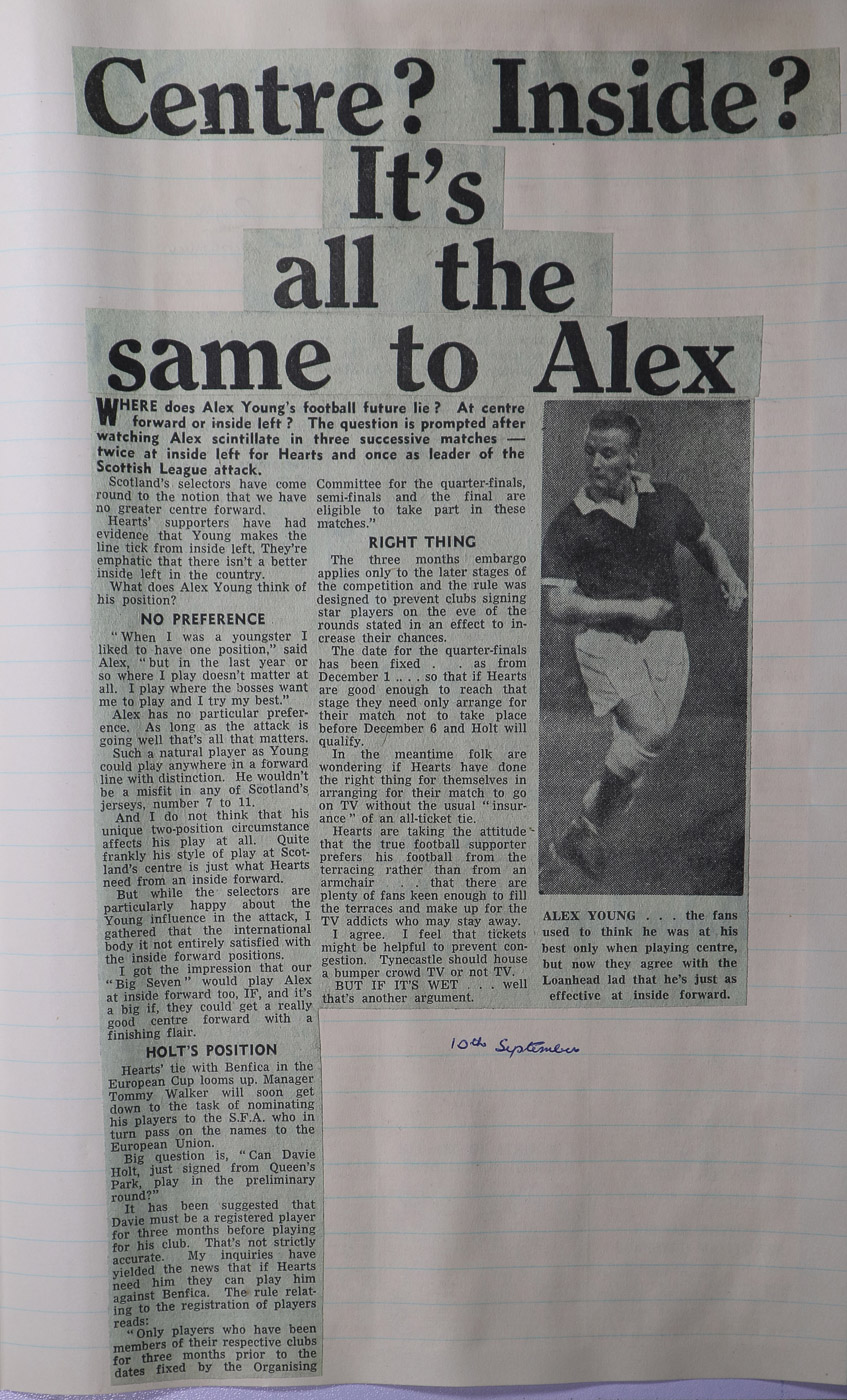 Centre? Inside?
It's
all the
same to Alex
WHERE does Alex Young's football future lie? At centre
forward or inside left? The question is prompted after
watching Alex scintillate in three successive matches —
twice at inside left for Hearts and once as leader of the
Scottish League attack.
Scotland's selectors have come
round to the notion that we have
no greater centre forward.
Hearts' supporters have had
evidence that Young makes the
line tick from inside left. They're
emphatic that there isn't a better
inside left in the country.
What does Alex Young think of
his position?
NO PREFERENCE
"When I was a youngster I
liked to have one position," said
Alex, "but in the last year or
so where I play doesn't matter at
all. I play where the bosses want
me to play and I try my best."
Alex has no particular prefer-
ence. As long as the attack is
going well that's all that matters.
Such a natural player as Young
could play anywhere in a forward
line with distinction. He wouldn't
be a misfit in any of Scotland's
jerseys, number 7 to 11.
And I do not think that his
unique two-position circumstance
affects his play at all. Quite
frankly his style of play at Scot-
land's centre is just what Hearts
need from an inside forward.
But while the selectors are
particularly happy about the
Young influence in the attack, I
gathered that the international
body it not entirely satisfied with
the inside forward positions.
I got the impression that our
"Big Seven" would play Alex
at inside forward too, IF, and it's
a big if, they could get a really
good centre forward with a
finishing flair.
HOLT'S POSITION
Hearts' tie with Benfica in the
European Cup looms up. Manager
Tommy Walker will soon get
down to the task of nominating
his players to the S.F.A. who in
turn pass on the names to the
European Union.
Big question is, "Can Davie
Holt, just signed from Queen's
Park, play in the preliminary
round?"
It has been suggested that
Davie must be a registered player
for three months before playing
for his club. That's not strictly
accurate. My inquiries have
yielded the news that if Hearts
need him they can play him
against Benfica. The rule relat-
ing to the registration of players
reads:
"Only players who have been
members of their respective clubs
for three months prior to the
dates fixed by the Organising
Committee for the quarter-finals,
semi-finals and the final are
eligible to take part in these
matches."
RIGHT THING
The three months embargo
applies only to the later stages of
the competition and the rule was
designed to prevent clubs signing
star players on the eve of the
rounds stated in an effect to in-
crease their chances.
The date for the quarter-finals
has been fixed . . as from
December 1 . . . so that if Hearts
are good enough to reach that
stage they need only arrange for
their match not to take place
before December 6 and Holt will
qualify.
In the meantime folk are
wondering if Hearts have done
the right thing for themselves in
arranging for their match to go
on TV without the usual "insur-
ance" of an all-ticket tie.
Hearts are taking the attitude
that the true football supporter
prefers his football from the
terracing rather than from an
armchair . . that there are
plenty of fans keen enough to fill
the terraces and make up for the
TV addicts who may stay away.
I agree. I feel that tickets
might be helpful to prevent con-
gestion. Tynecastle should house
a bumper crowd TV or not TV.
BUT IF IT'S WET . . . well
that's another argument.
ALEX YOUNG . . . the fans
used to think he was at his
best only when playing centre,
but now they agree with the
Loanhead lad that he's just as
effective at inside forward.
10th September